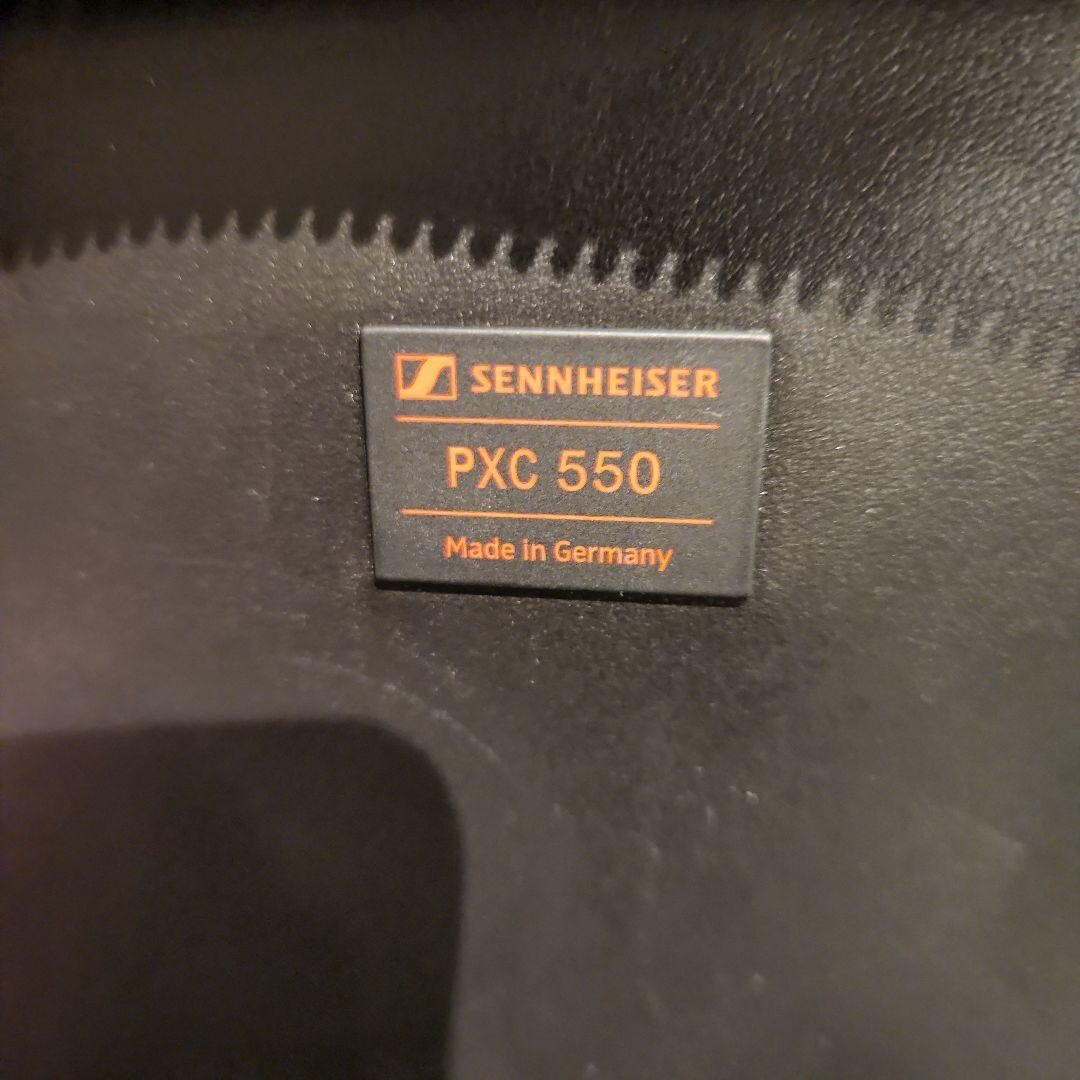 SENNHEISER
PXC 550
Made in Germany